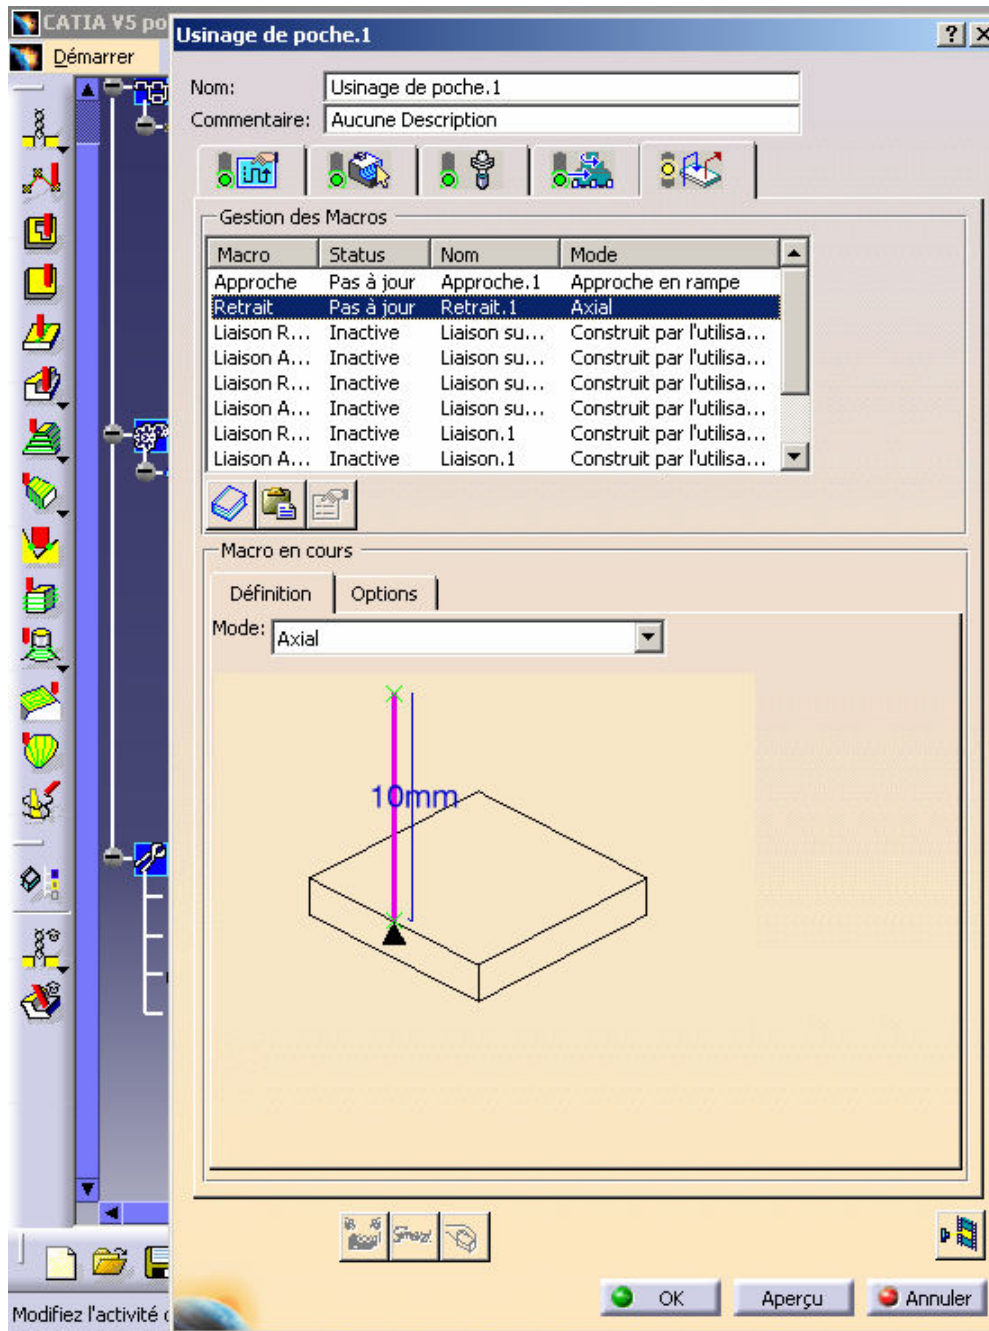 CATIA V5 po
Usinage de poche.1
Démarrer
Nom: Usinage de poche.1
Commentaire: Aucune Description
Gestion des Macros
Macro Status Nom Mode
Approche Pas à jour Approche.1 Approche en rampe
Retrait Pas à jour Retrait.1 Axial
Liaison R... Inactive Liaison su... Construit par l'utilisa...
Liaison A... Inactive Liaison su... Construit par l'utilisa...
Liaison R... Inactive Liaison su... Construit par l'utilisa...
Liaison A... Inactive Liaison su... Construit par l'utilisa...
Liaison R... Inactive Liaison.1 Construit par l'utilisa...
Liaison A... Inactive Liaison.1 Construit par l'utilisa...
Macro en cours
Définition Options
Mode: Axial
10mm
OK Aperçu Annuler
Modifiez l'activité